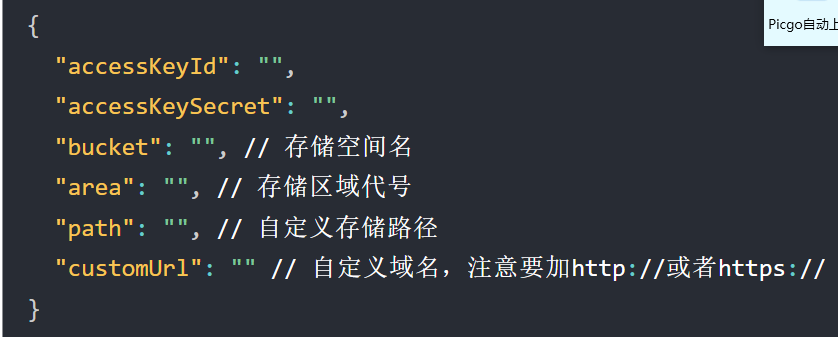 Picgo自动上
{
"accessKeyId": "",
"accessKeySecret": "",
"bucket": "", // 存储空间名
"area": "", // 存储区域代号
"path": "", // 自定义存储路径
"customUrl": "" // 自定义域名，注意要加http://或者https://
}